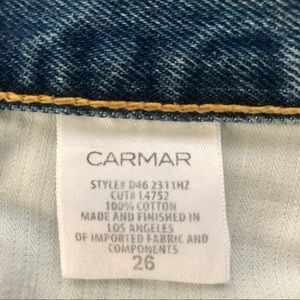 CARMAR
STYLE# D46 2311HZ
CUT# L4752
100% COTTON
MADE AND FINISHED IN
LOS ANGELES
OF IMPORTED FABRIC AND
COMPONENTS
26